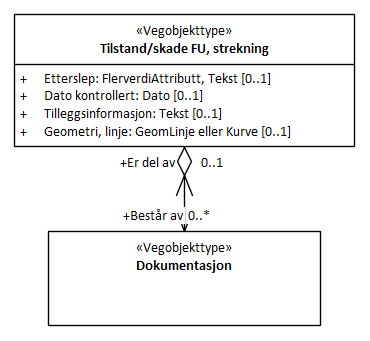 «Vegobjekttype»
Tilstand/skade FU, strekning
+ Etterslep: FlerverdiAttributt, Tekst [0..1]
+ Dato kontrollert: Dato [0..1]
+ Tilleggsinformasjon: Tekst [0..1]
+ Geometri, linje: GeomLinje eller Kurve [0..1]
+Er del av 0..1
+Består av 0..*
«Vegobjekttype»
Dokumentasjon